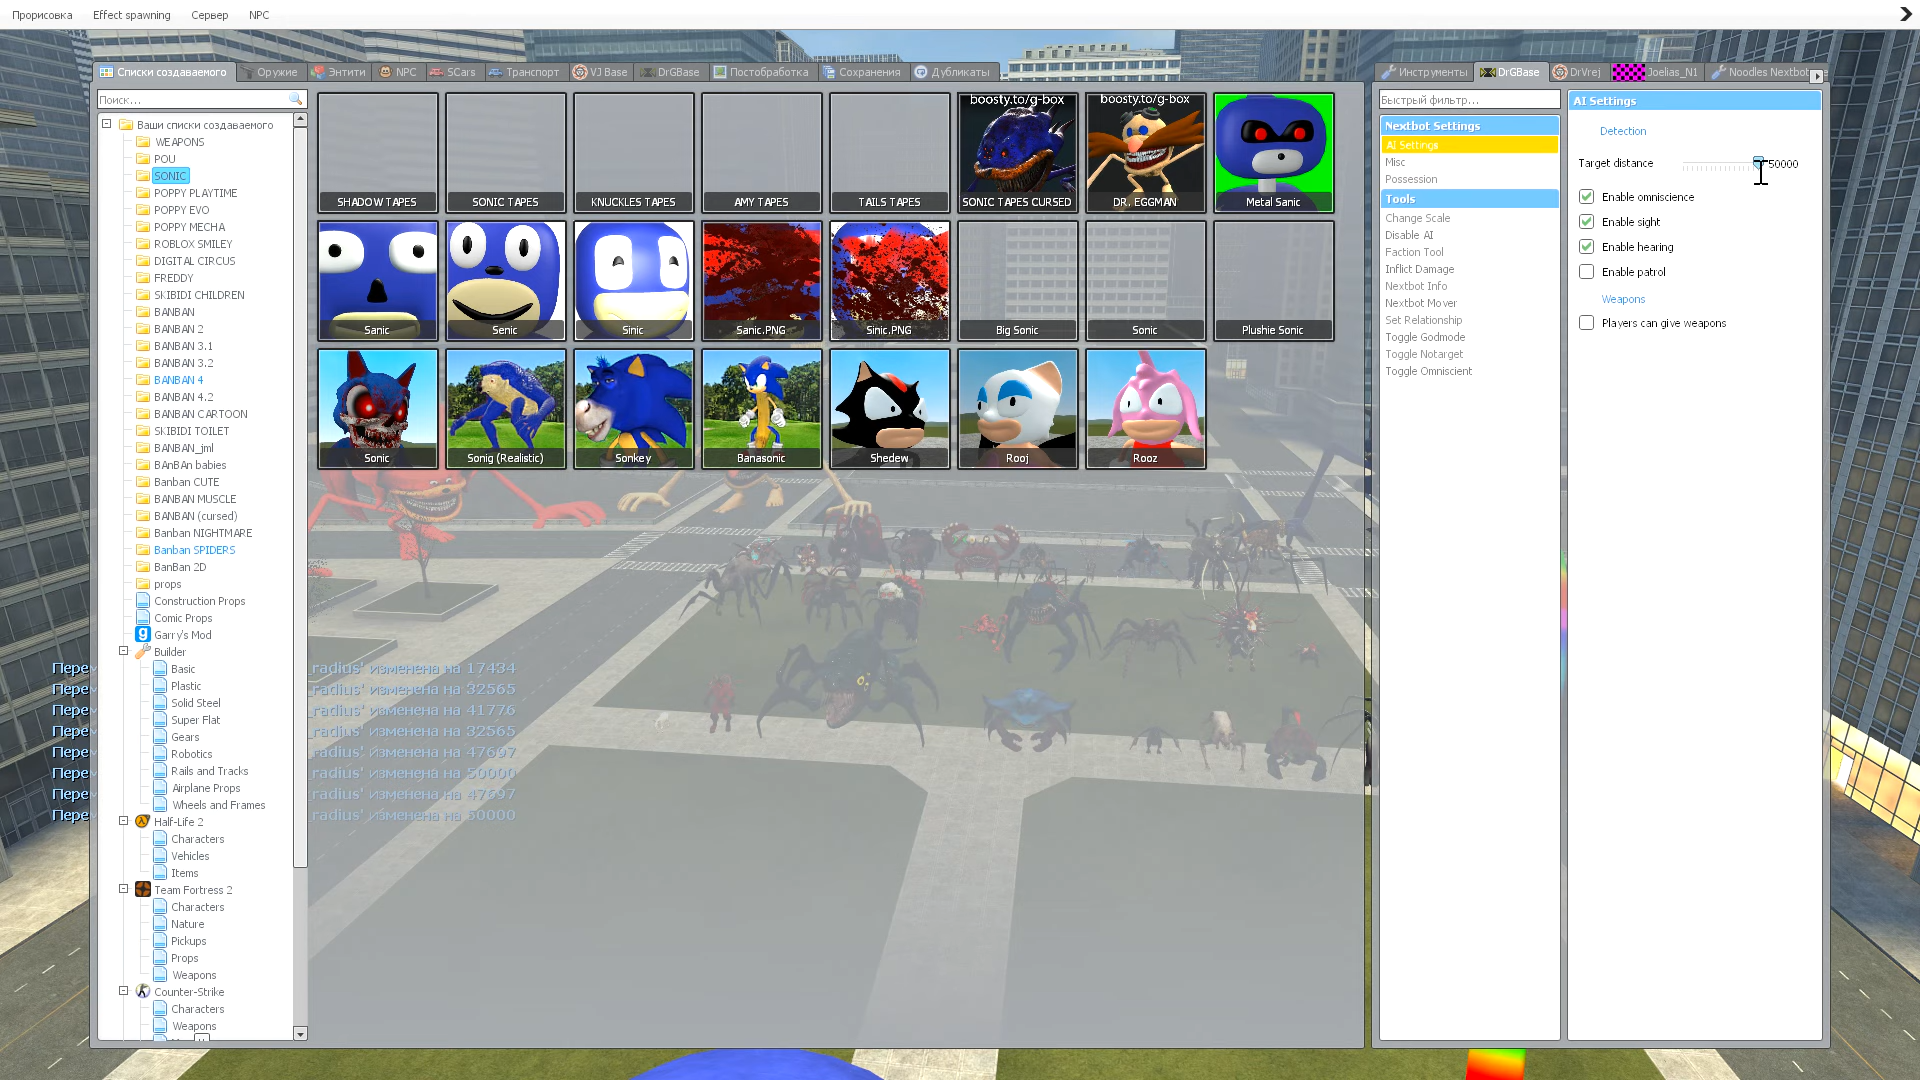 Прорисовка Effect spawning Сервер NPC
Списки создаваемого Оружие Энтити NPC SCars Транспорт VJ Base DrGBase Постобработка Сохранения Дубликаты
Поиск...
Ваши списки создаваемого
WEAPONS
POU
SONIC
POPPY PLAYTIME
POPPY EVO
POPPY MECHA
ROBLOX SMILEY
DIGITAL CIRCUS
FREDDY
SKIBIDI CHILDREN
BANBAN
BANBAN 2
BANBAN 3.1
BANBAN 3.2
BANBAN 4
BANBAN 4.2
BANBAN CARTOON
SKIBIDI TOILET
BANBAN_jml
BAnBAn babies
Banban CUTE
BANBAN MUSCLE
BANBAN (cursed)
Banban NIGHTMARE
Banban SPIDERS
BanBan 2D
props
Construction Props
Comic Props
Garry's Mod
Builder
Basic
Plastic
Solid Steel
Super Flat
Gears
Robotics
Rails and Tracks
Airplane Props
Wheels and Frames
Half-Life 2
Characters
Vehicles
Items
Team Fortress 2
Characters
Nature
Pickups
Props
Weapons
Counter-Strike
Characters
Weapons
boosty.to/g-box boosty.to/g-box
SHADOW TAPES SONIC TAPES KNUCKLES TAPES AMY TAPES TAILS TAPES SONIC TAPES CURSED DR. EGGMAN Metal Sanic
Sanic Senic Sinic Sanic.PNG Sinic.PNG Big Sonic Sonic Plushie Sonic
Sonic Sonig (Realistic) Sonkey Banasonic Shedew Rooj Rooz
Пере _radius' изменена на 17434
Пере _radius' изменена на 32565
Пере _radius' изменена на 41776
Пере _radius' изменена на 32565
Пере _radius' изменена на 47697
Пере _radius' изменена на 50000
Пере _radius' изменена на 47697
Пере _radius' изменена на 50000
Инструменты DrGBase DrVrej Joelias_N1 Noodles Nextbot
Быстрый фильтр...
Nextbot Settings
AI Settings
Misc
Possession
Tools
Change Scale
Disable AI
Faction Tool
Inflict Damage
Nextbot Info
Nextbot Mover
Set Relationship
Toggle Godmode
Toggle Notarget
Toggle Omniscient
AI Settings
Detection
Target distance 50000
Enable omniscience
Enable sight
Enable hearing
Enable patrol
Weapons
Players can give weapons